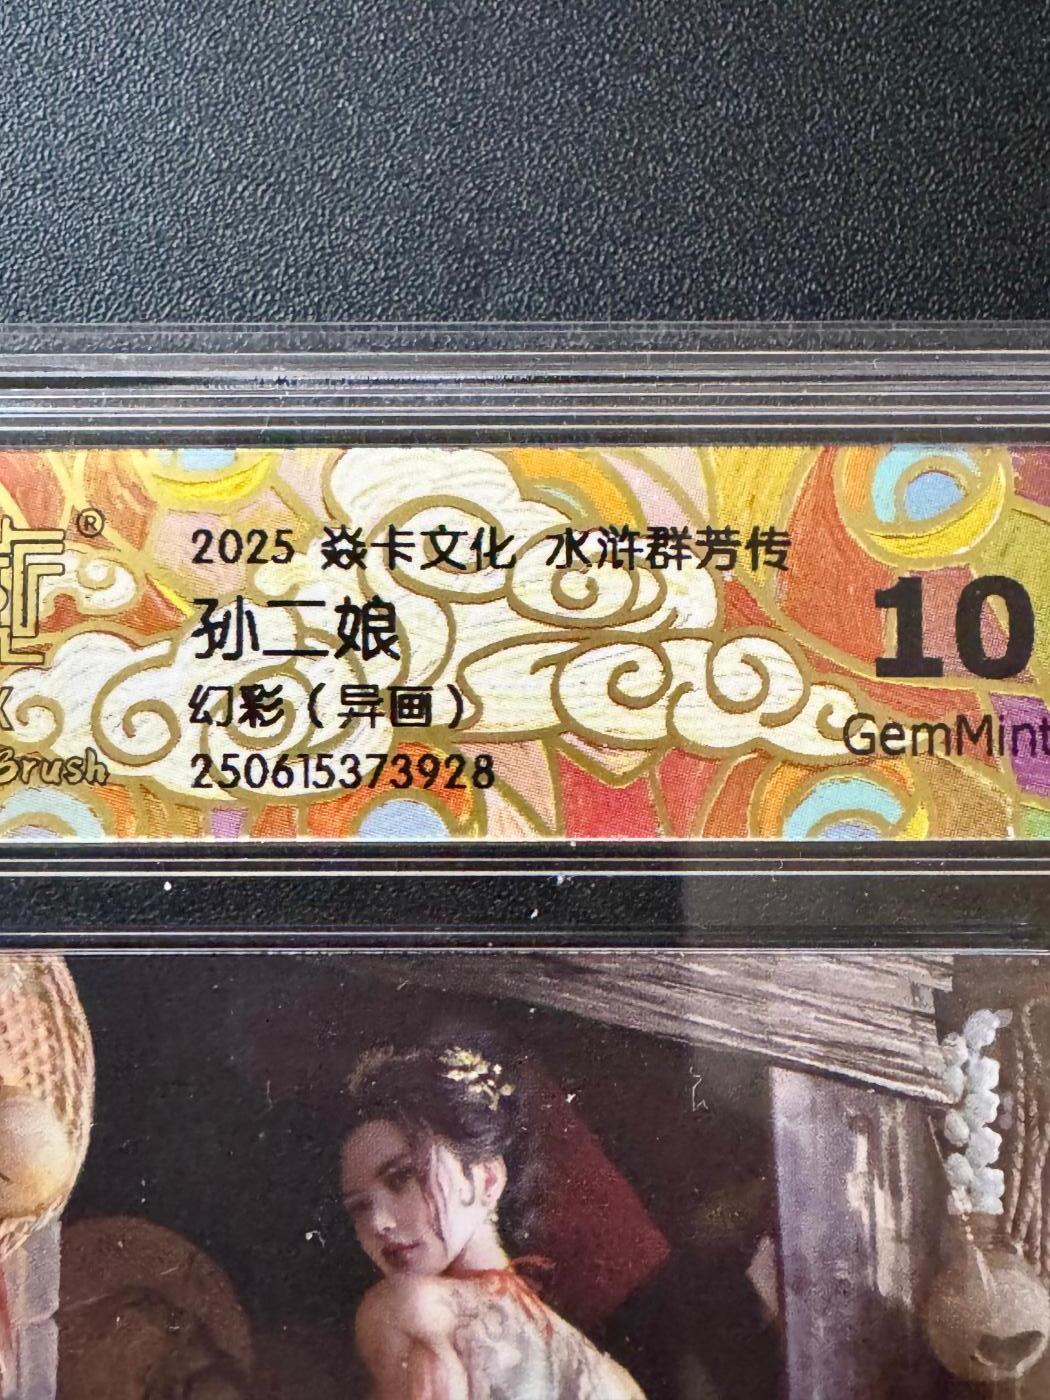 ®
2025 焱卡文化 水浒群芳传
孙二娘
幻彩（异画）
250615373928
Brush
10
GemMint